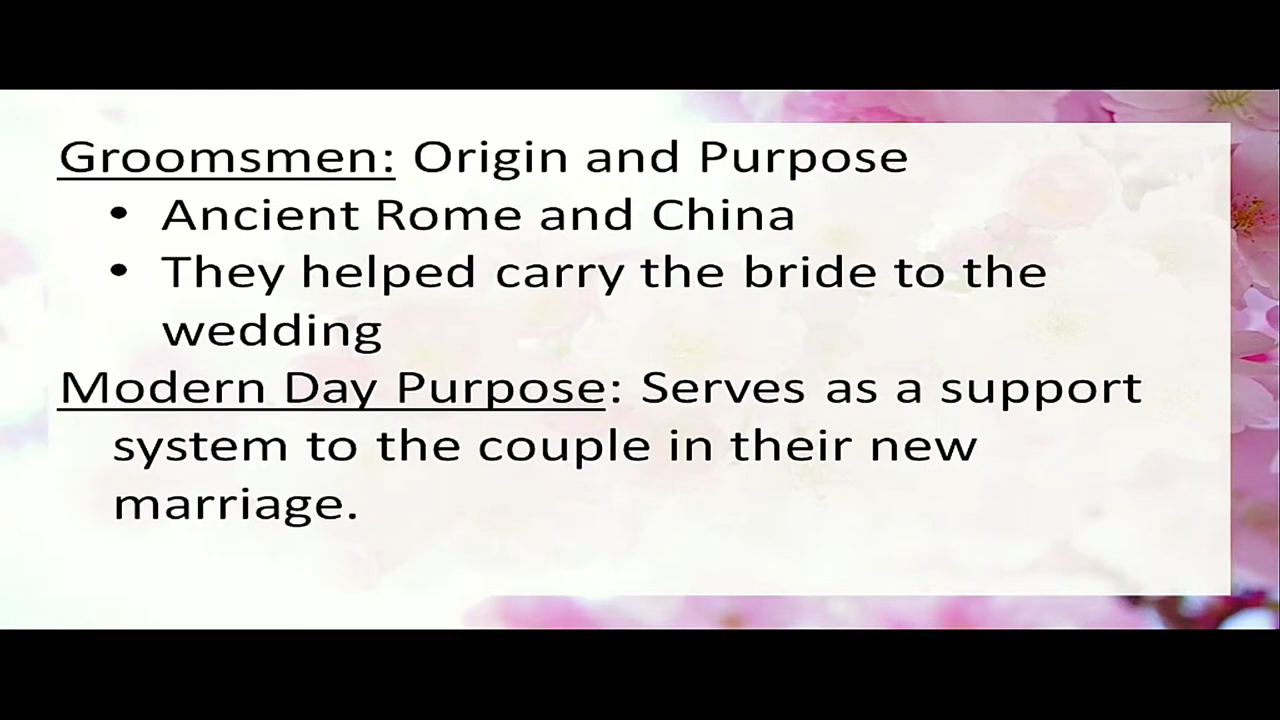 Groomsmen: Origin and Purpose
• Ancient Rome and China
• They helped carry the bride to the
wedding
Modern Day Purpose: Serves as a support
system to the couple in their new
marriage.